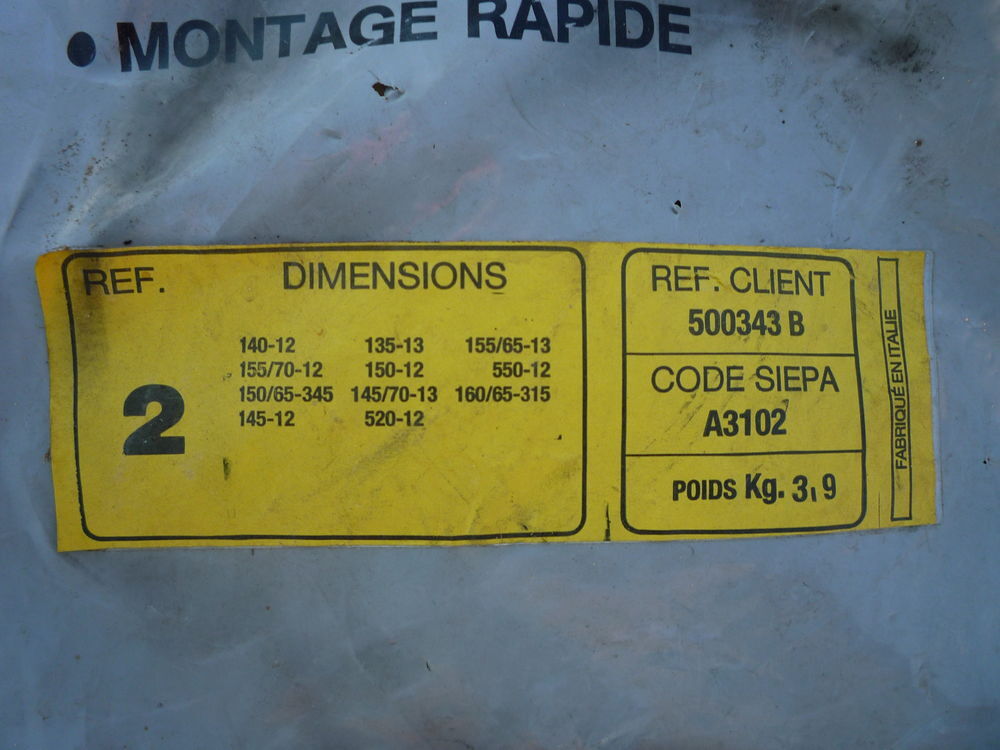 • MONTAGE RAPIDE
REF. DIMENSIONS
2
140-12 135-13 155/65-13
155/70-12 150-12 550-12
150/65-345 145/70-13 160/65-315
145-12 520-12
REF. CLIENT
500343 B
CODE SIEPA
A3102
POIDS Kg. 3,9
FABRIQUÉ EN ITALIE